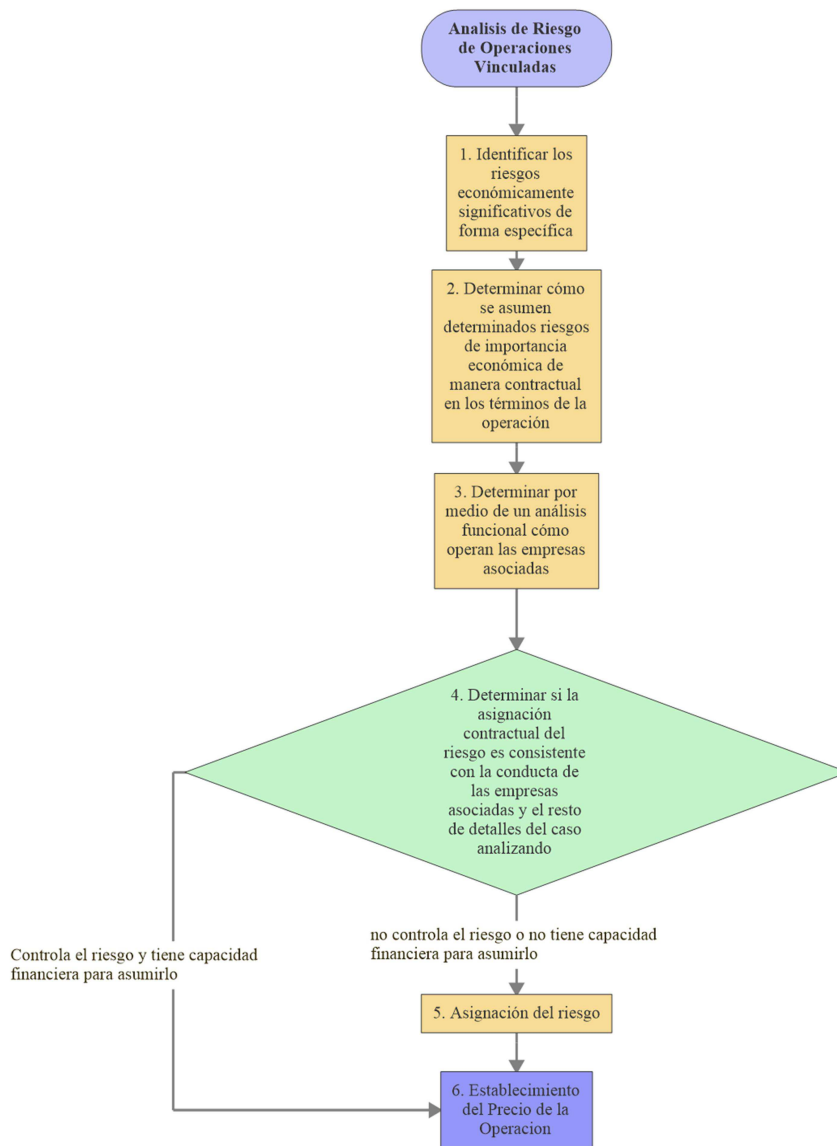 Analisis de Riesgo
de Operaciones
Vinculadas
1. Identificar los
riesgos
económicamente
significativos de
forma específica
2. Determinar cómo
se asumen
determinados riesgos
de importancia
económica de
manera contractual
en los términos de la
operación
3. Determinar por
medio de un análisis
funcional cómo
operan las empresas
asociadas
4. Determinar si la
asignación
contractual del
riesgo es consistente
con la conducta de
las empresas
asociadas y el resto
de detalles del caso
analizando
Controla el riesgo y tiene capacidad
financiera para asumirlo
no controla el riesgo o no tiene capacidad
financiera para asumirlo
5. Asignación del riesgo
6. Establecimiento
del Precio de la
Operacion